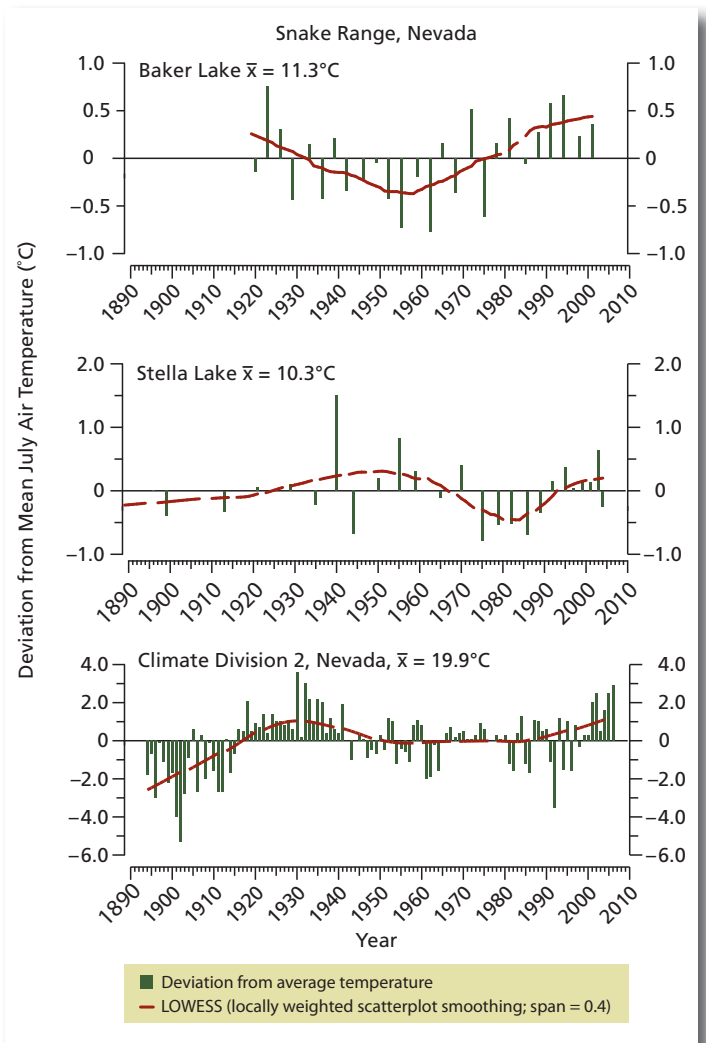 Snake Range, Nevada
Deviation from Mean July Air Temperature (°C)
Baker Lake x̄ = 11.3°C
1.0 1.0
0.5 0.5
0 0
−0.5 −0.5
−1.0 −1.0
1890 1900 1910 1920 1930 1940 1950 1960 1970 1980 1990 2000 2010
Stella Lake x̄ = 10.3°C
2.0 2.0
1.0 1.0
0 0
−1.0 −1.0
1890 1900 1910 1920 1930 1940 1950 1960 1970 1980 1990 2000 2010
Climate Division 2, Nevada, x̄ = 19.9°C
4.0 4.0
2.0 2.0
0 0
−2.0 −2.0
−4.0 −4.0
−6.0 −6.0
1890 1900 1910 1920 1930 1940 1950 1960 1970 1980 1990 2000 2010
Year
Deviation from average temperature
LOWESS (locally weighted scatterplot smoothing; span = 0.4)